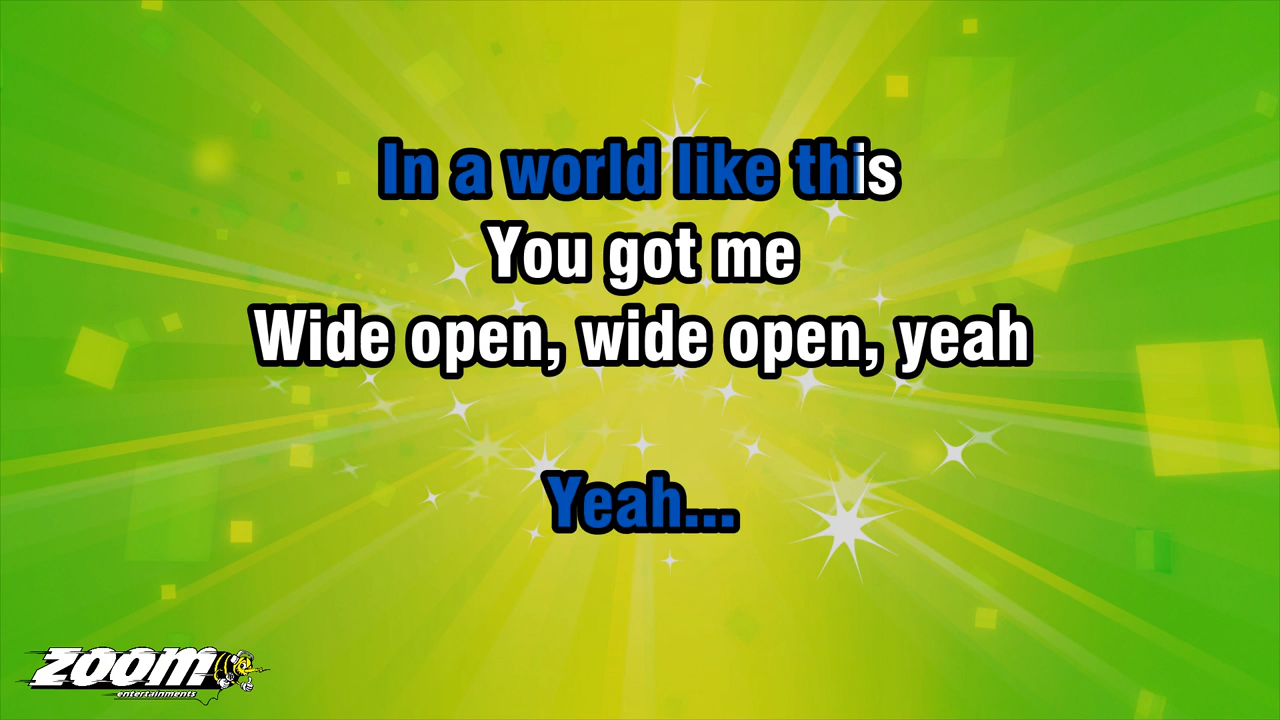 In a world like this
You got me
Wide open, wide open, yeah
Yeah...
ZOOM
entertainments